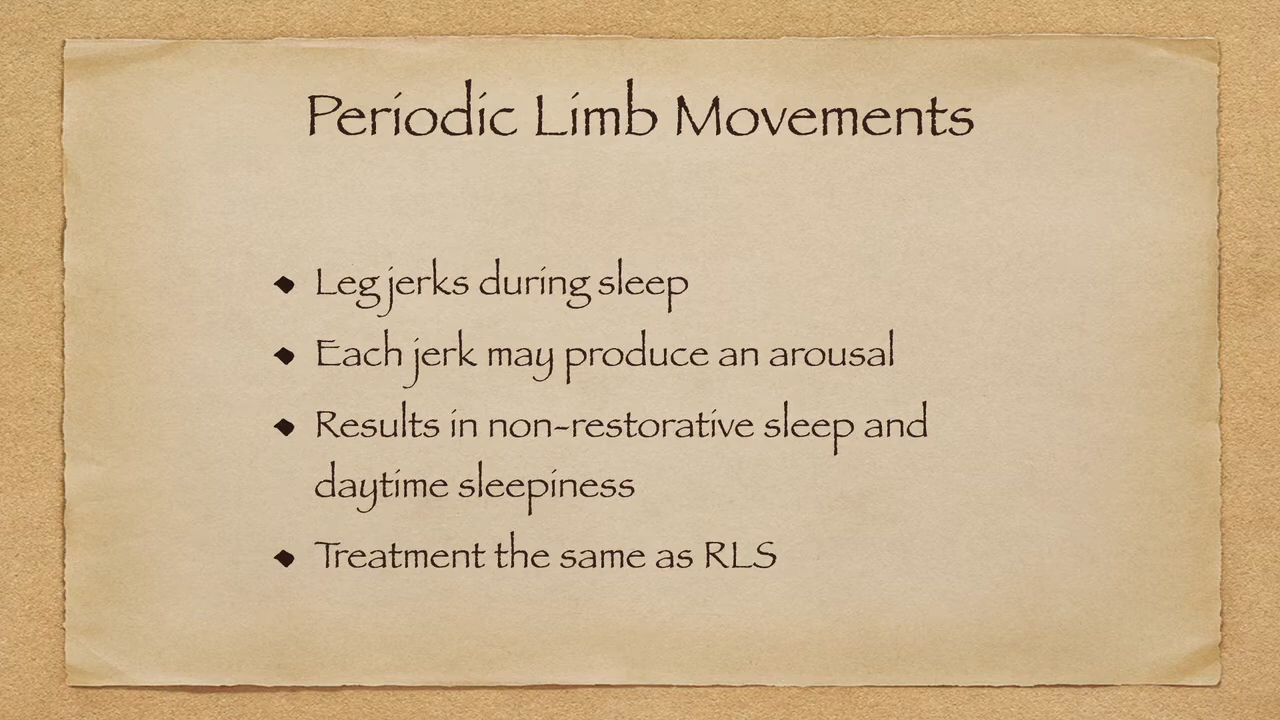 Periodic Limb Movements
Leg jerks during sleep
Each jerk may produce an arousal
Results in non-restorative sleep and
daytime sleepiness
Treatment the same as RLS